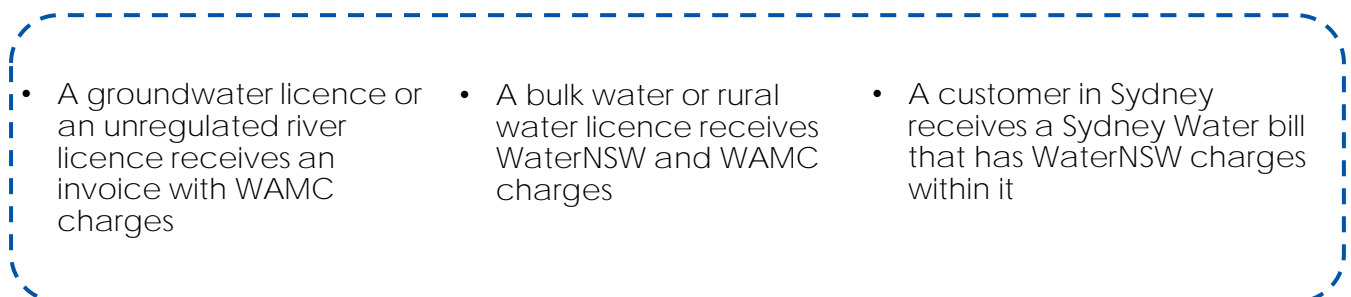 • A groundwater licence or
an unregulated river
licence receives an
invoice with WAMC
charges
• A bulk water or rural
water licence receives
WaterNSW and WAMC
charges
• A customer in Sydney
receives a Sydney Water bill
that has WaterNSW charges
within it